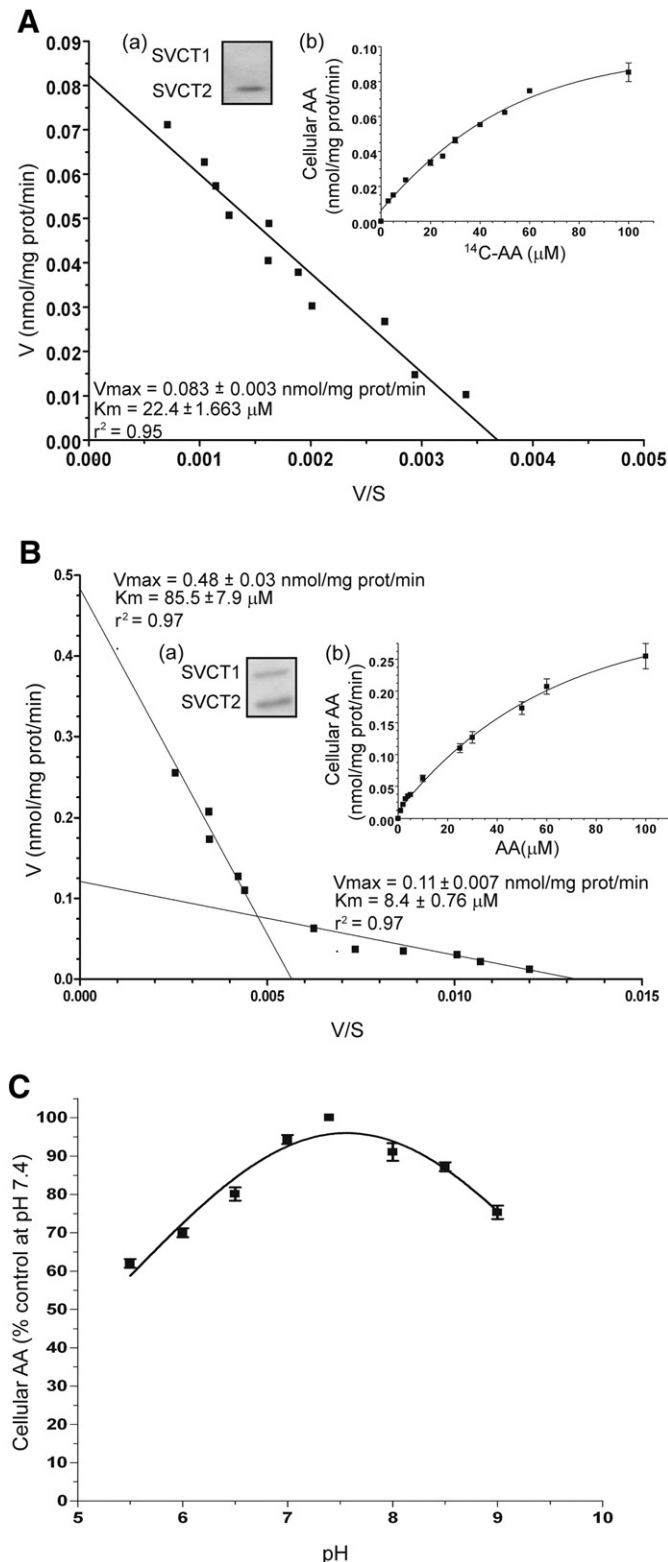 A
(a)
SVCT1
SVCT2
(b)
Cellular AA
(nmol/mg prot/min)
0.10
0.08
0.06
0.04
0.02
0.00
0 20 40 60 80 100
¹⁴C-AA (μM)
V (nmol/mg prot/min)
0.09
0.08
0.07
0.06
0.05
0.04
0.03
0.02
0.01
0.00
Vmax = 0.083 ± 0.003 nmol/mg prot/min
Km = 22.4 ± 1.663 μM
r² = 0.95
0.000 0.001 0.002 0.003 0.004 0.005
V/S
B
Vmax = 0.48 ± 0.03 nmol/mg prot/min
Km = 85.5 ± 7.9 μM
r² = 0.97
(a)
SVCT1
SVCT2
(b)
Cellular AA
(nmol/mg prot/min)
0.25
0.20
0.15
0.10
0.05
0.00
0 20 40 60 80 100
AA(μM)
V (nmol/mg prot/min)
0.5
0.4
0.3
0.2
0.1
0.0
Vmax = 0.11 ± 0.007 nmol/mg prot/min
Km = 8.4 ± 0.76 μM
r² = 0.97
0.000 0.005 0.010 0.015
V/S
C
Cellular AA (% control at pH 7.4)
100
90
80
70
60
50
40
30
20
10
0
5 6 7 8 9 10
pH